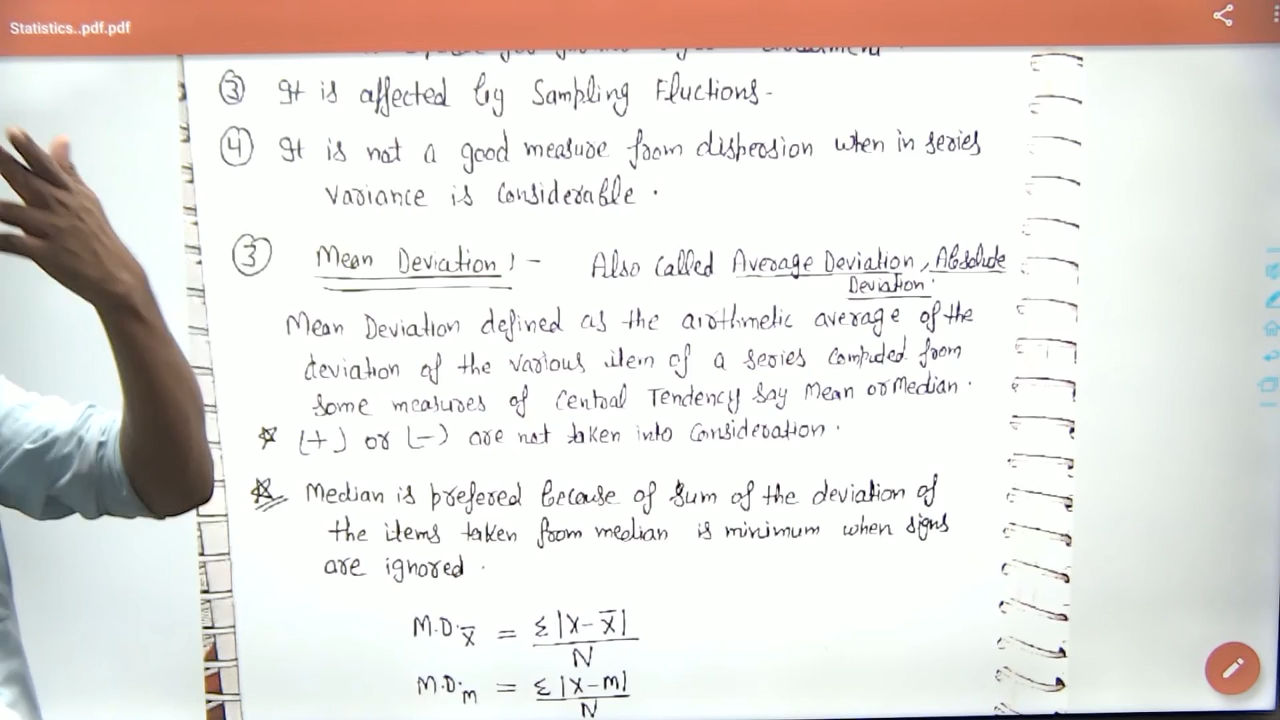 Statistics..pdf.pdf
③ It is affected by Sampling Fluctions-
④ It is not a good measure from dispersion when in series
variance is considerable.
③ Mean Deviation :- Also Called Average Deviation, Absolute
Deviation.
Mean Deviation defined as the arothmetic average of the
deviation of the various item of a series computed from
some measures of Central Tendency say Mean or Median.
☆ (+) or (-) are not taken into consideration.
☆ Median is prefered because of sum of the deviation of
the items taken from median is minimum when signs
are ignored.
M.D.x̅ = Σ|X-X̅|
N
M.D.m = Σ|X-m|
N